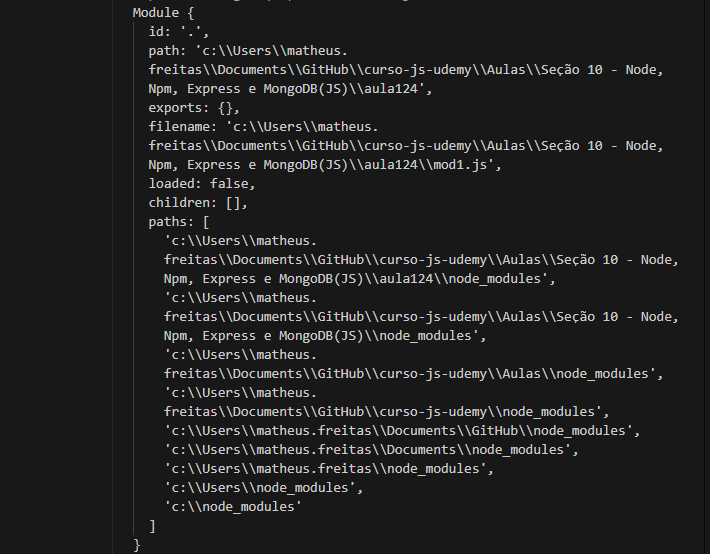 Module {
id: '.',
path: 'c:\\Users\\matheus.
freitas\\Documents\\GitHub\\curso-js-udemy\\Aulas\\Seção 10 - Node,
Npm, Express e MongoDB(JS)\\aula124',
exports: {},
filename: 'c:\\Users\\matheus.
freitas\\Documents\\GitHub\\curso-js-udemy\\Aulas\\Seção 10 - Node,
Npm, Express e MongoDB(JS)\\aula124\\mod1.js',
loaded: false,
children: [],
paths: [
'c:\\Users\\matheus.
freitas\\Documents\\GitHub\\curso-js-udemy\\Aulas\\Seção 10 - Node,
Npm, Express e MongoDB(JS)\\aula124\\node_modules',
'c:\\Users\\matheus.
freitas\\Documents\\GitHub\\curso-js-udemy\\Aulas\\Seção 10 - Node,
Npm, Express e MongoDB(JS)\\node_modules',
'c:\\Users\\matheus.
freitas\\Documents\\GitHub\\curso-js-udemy\\Aulas\\node_modules',
'c:\\Users\\matheus.
freitas\\Documents\\GitHub\\curso-js-udemy\\node_modules',
'c:\\Users\\matheus.freitas\\Documents\\GitHub\\node_modules',
'c:\\Users\\matheus.freitas\\Documents\\node_modules',
'c:\\Users\\matheus.freitas\\node_modules',
'c:\\Users\\node_modules',
'c:\\node_modules'
]
}